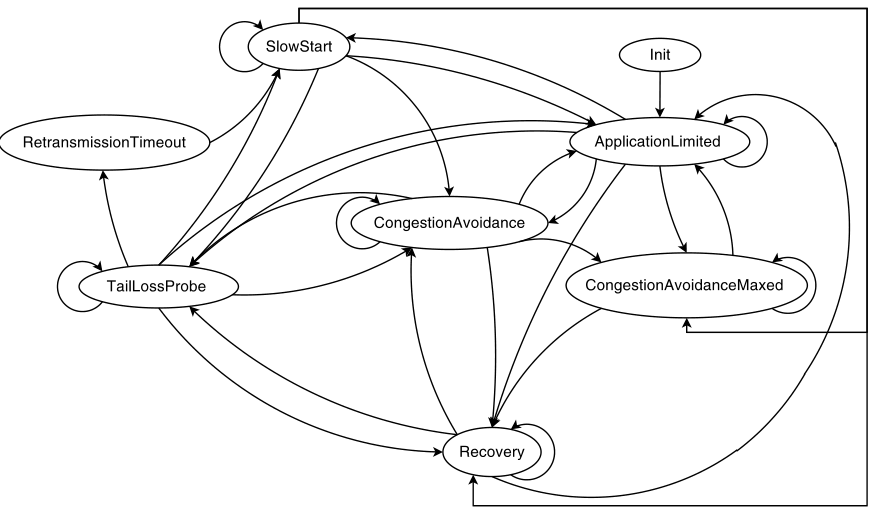 SlowStart
Init
RetransmissionTimeout
ApplicationLimited
CongestionAvoidance
TailLossProbe
CongestionAvoidanceMaxed
Recovery